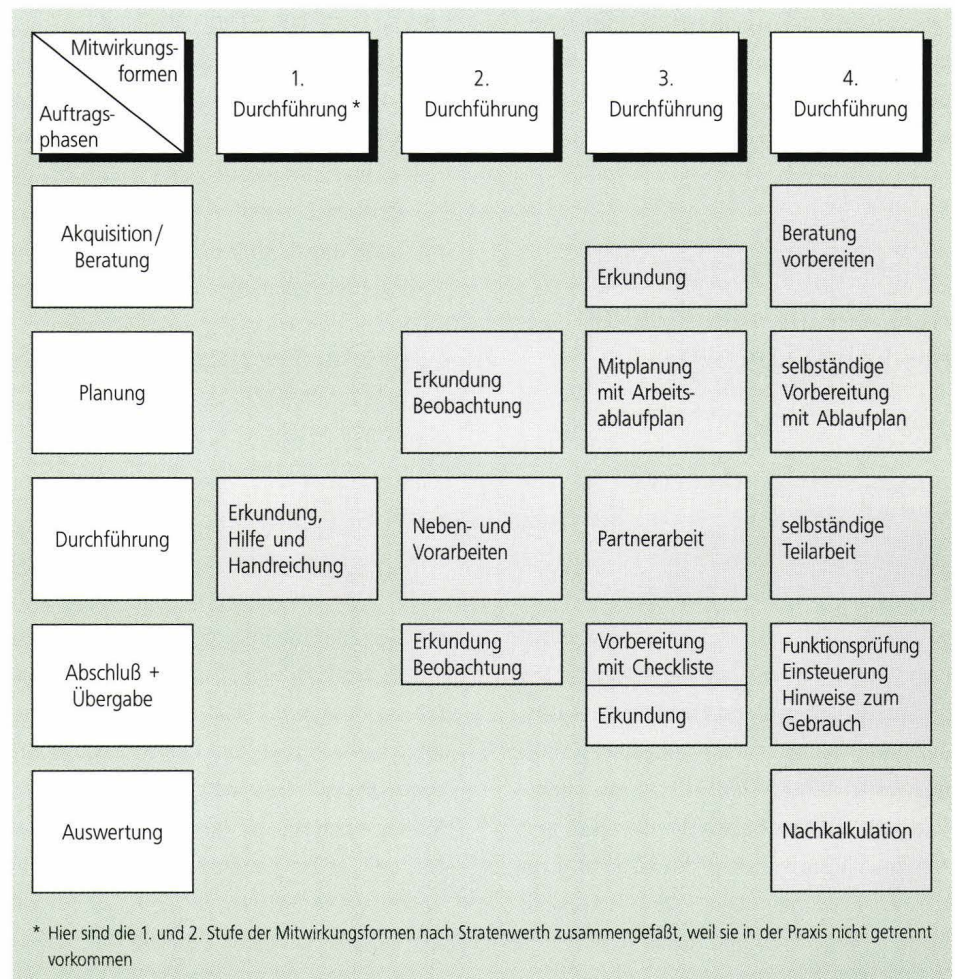 Mitwirkungs-
formen
Auftrags-
phasen
1.
Durchführung *
2.
Durchführung
3.
Durchführung
4.
Durchführung
Akquisition/
Beratung
Erkundung
Beratung
vorbereiten
Planung
Erkundung
Beobachtung
Mitplanung
mit Arbeits-
ablaufplan
selbständige
Vorbereitung
mit Ablaufplan
Durchführung
Erkundung,
Hilfe und
Handreichung
Neben- und
Vorarbeiten
Partnerarbeit
selbständige
Teilarbeit
Abschluß +
Übergabe
Erkundung
Beobachtung
Vorbereitung
mit Checkliste
Erkundung
Funktionsprüfung
Einsteuerung
Hinweise zum
Gebrauch
Auswertung
Nachkalkulation
* Hier sind die 1. und 2. Stufe der Mitwirkungsformen nach Stratenwerth zusammengefaßt, weil sie in der Praxis nicht getrennt
vorkommen